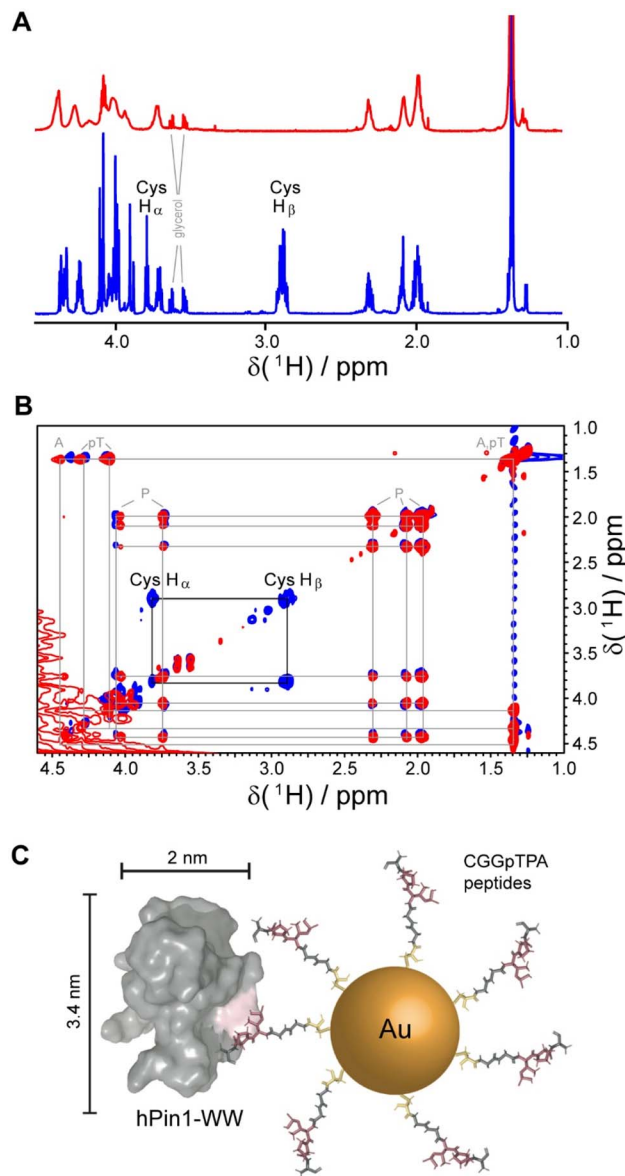 A
Cys
Hα
glycerol
Cys
Hβ
4.0
3.0
2.0
1.0
δ(¹H) / ppm
B
A
pT
A,pT
P
P
Cys Hα
Cys Hβ
1.0
1.5
2.0
2.5
3.0
3.5
4.0
4.5
δ(¹H) / ppm
4.5
4.0
3.5
3.0
2.5
2.0
1.5
1.0
δ(¹H) / ppm
C
2 nm
CGGpTPA
peptides
3.4 nm
Au
hPin1-WW